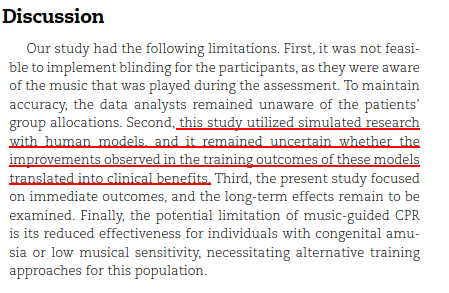 Discussion
Our study had the following limitations. First, it was not feasi-
ble to implement blinding for the participants, as they were aware
of the music that was played during the assessment. To maintain
accuracy, the data analysts remained unaware of the patients'
group allocations. Second, this study utilized simulated research
with human models, and it remained uncertain whether the
improvements observed in the training outcomes of these models
translated into clinical benefits. Third, the present study focused
on immediate outcomes, and the long-term effects remain to be
examined. Finally, the potential limitation of music-guided CPR
is its reduced effectiveness for individuals with congenital amu-
sia or low musical sensitivity, necessitating alternative training
approaches for this population.